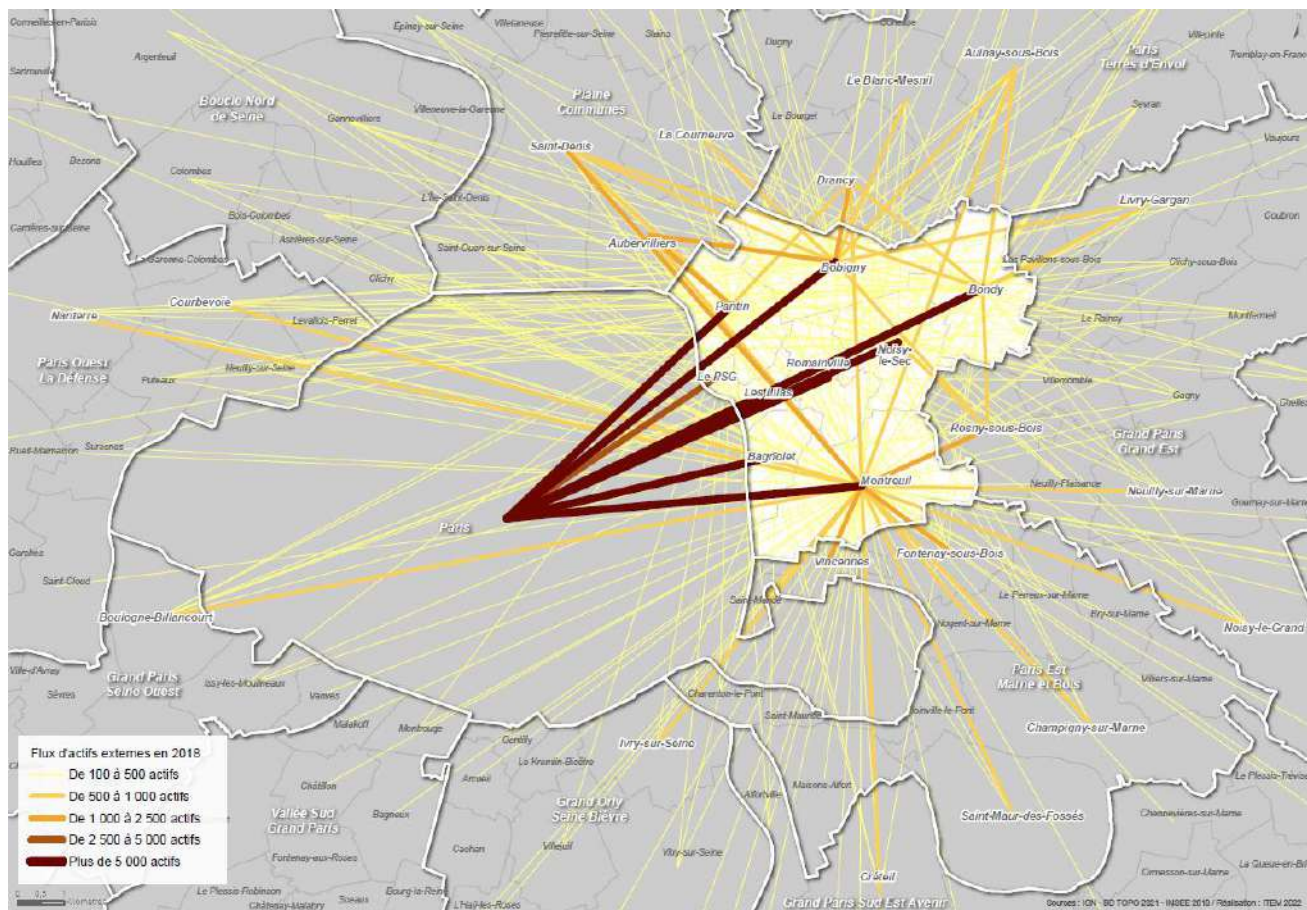 Cormeilles-en-Parisis
Epinay-sur-Seine
Villetaneuse
Pierrefitte-sur-Seine
Stains
Dugny
Aulnay-sous-Bois
Villepinte
Paris
Terres d'Envol
Tremblay-en-France
Argenteuil
Sartrouville
Le Blanc-Mesnil
Boucle Nord
de Seine
Villeneuve-la-Garenne
Gennevilliers
Plaine
Communes
Le Bourget
Sevran
La Courneuve
Vaujours
Saint-Denis
Houilles
Bezons
Colombes
Drancy
L'Île-Saint-Denis
Livry-Gargan
Coubron
Bois-Colombes
Carrières-sur-Seine
Asnières-sur-Seine
Saint-Ouen-sur-Seine
Aubervilliers
La Garenne-Colombes
Clichy
Bobigny
Les Pavillons-sous-Bois
Clichy-sous-Bois
Bondy
Courbevoie
Nanterre
Levallois-Perret
Pantin
Le Raincy
Montfermeil
Paris Ouest
La Défense
Neuilly-sur-Seine
Puteaux
Romainville
Noisy-
le-Sec
Le PSG
Les Lilas
Villemomble
Gagny
Chelles
Rosny-sous-Bois
Grand Paris
Grand Est
Rueil-Malmaison
Suresnes
Bagnolet
Montreuil
Neuilly-Plaisance
Neuilly-sur-Marne
Gournay-sur-Marne
Paris
Garches
Saint-Cloud
Vincennes
Fontenay-sous-Bois
Saint-Mandé
Le Perreux-sur-Marne
Bry-sur-Marne
Boulogne-Billancourt
Nogent-sur-Marne
Noisy-le-Grand
Ville-d'Avray
Sèvres
Grand Paris
Seine Ouest
Issy-les-Moulineaux
Vanves
Malakoff
Montrouge
Charenton-le-Pont
Saint-Maurice
Joinville-le-Pont
Paris Est
Marne et Bois
Villiers-sur-Marne
Champigny-sur-Marne
Gentilly
Ivry-sur-Seine
Le Kremlin-Bicêtre
Flux d'actifs externes en 2018
De 100 à 500 actifs
De 500 à 1 000 actifs
De 1 000 à 2 500 actifs
De 2 500 à 5 000 actifs
Plus de 5 000 actifs
Châtillon
Arcueil
Maisons-Alfort
Alfortville
Le Plessis-Trévise
Vallée Sud
Grand Paris
Bagneux
Grand Orly
Seine Bièvre
Saint-Maur-des-Fossés
Chennevières-sur-Marne
Fontenay-aux-Roses
Cachan
Villejuif
Vitry-sur-Seine
Créteil
Ormesson-sur-Marne
Le Plessis-Robinson
Châtenay-Malabry
Sceaux
Bourg-la-Reine
L'Haÿ-les-Roses
Grand Paris Sud Est Avenir
0 0,5 1
kilomètres
Sources : IGN - BD TOPO 2021 - INSEE 2018 / Réalisation : ITEM 2022